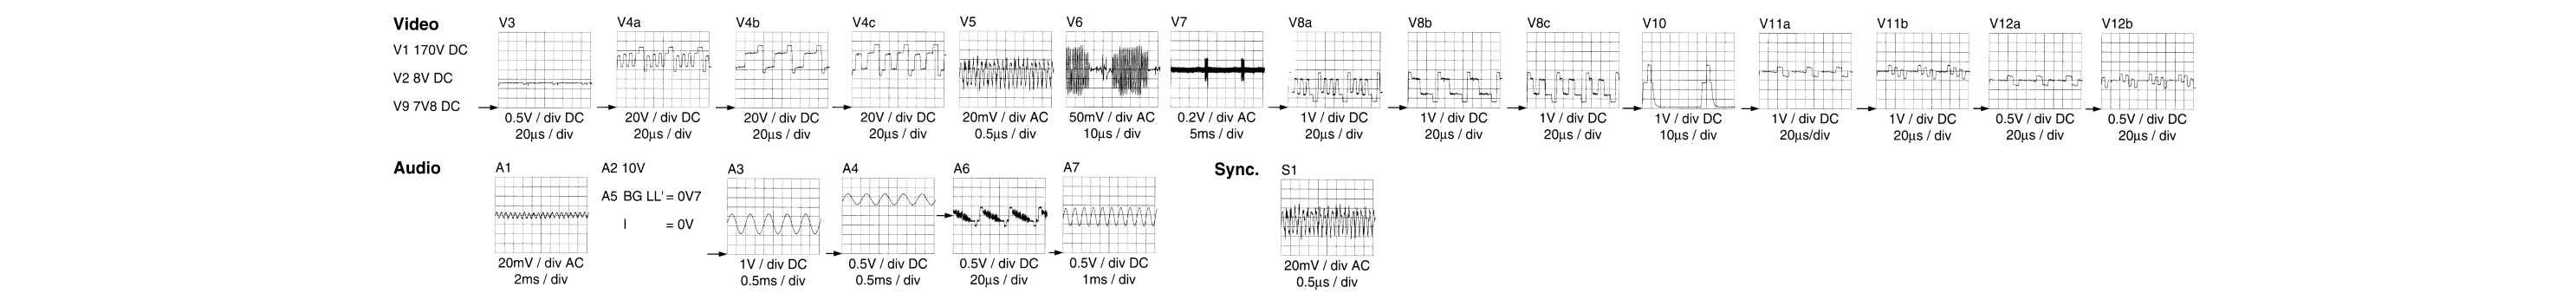 Video
V1 170V DC
V2 8V DC
V9 7V8 DC
V3
0.5V / div DC
20µs / div
V4a
20V / div DC
20µs / div
V4b
20V / div DC
20µs / div
V4c
20V / div DC
20µs / div
V5
20mV / div AC
0.5µs / div
V6
50mV / div AC
10µs / div
V7
0.2V / div AC
5ms / div
V8a
1V / div DC
20µs / div
V8b
1V / div DC
20µs / div
V8c
1V / div DC
20µs / div
V10
1V / div DC
10µs / div
V11a
1V / div DC
20µs/div
V11b
1V / div DC
20µs / div
V12a
0.5V / div DC
20µs / div
V12b
0.5V / div DC
20µs / div
Audio
A1
20mV / div AC
2ms / div
A2 10V
A5 BG LL' = 0V7
I = 0V
A3
1V / div DC
0.5ms / div
A4
0.5V / div DC
0.5ms / div
A6
0.5V / div DC
20µs / div
A7
0.5V / div DC
1ms / div
Sync.
S1
20mV / div AC
0.5µs / div